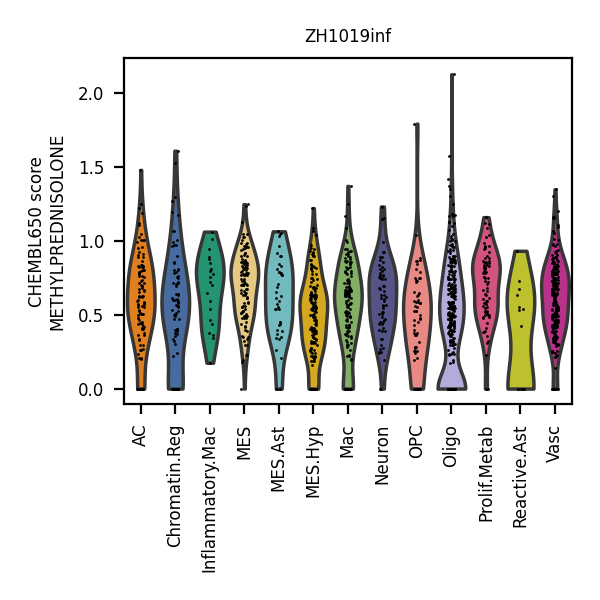 ZH1019inf
CHEMBL650 score
METHYLPREDNISOLONE
2.0
1.5
1.0
0.5
0.0
AC
Chromatin.Reg
Inflammatory.Mac
MES
MES.Ast
MES.Hyp
Mac
Neuron
OPC
Oligo
Prolif.Metab
Reactive.Ast
Vasc